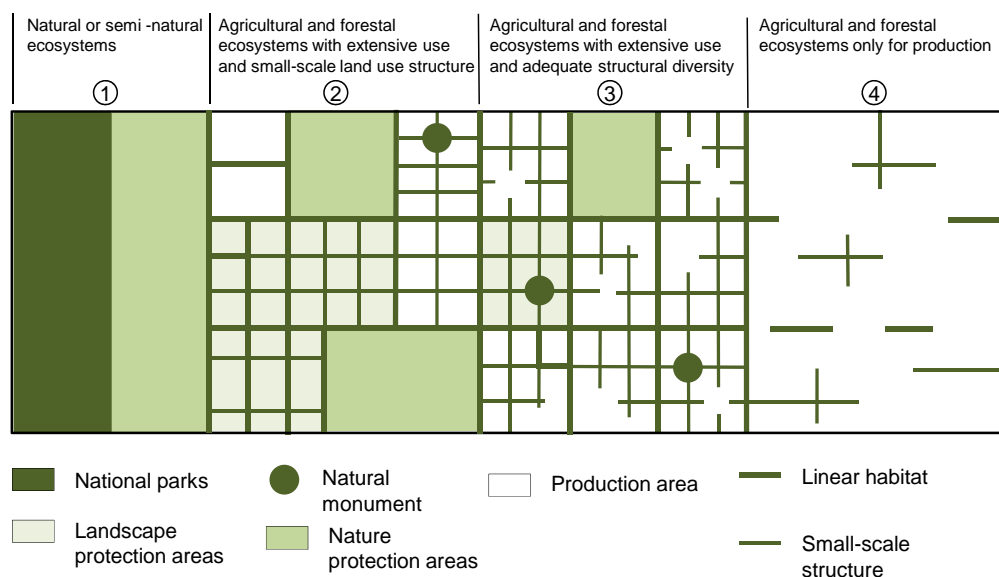 Natural or semi -natural
ecosystems
①
Agricultural and forestal
ecosystems with extensive use
and small-scale land use structure
②
Agricultural and forestal
ecosystems with extensive use
and adequate structural diversity
③
Agricultural and forestal
ecosystems only for production
④
National parks
Natural
monument
Production area
Linear habitat
Landscape
protection areas
Nature
protection areas
Small-scale
structure